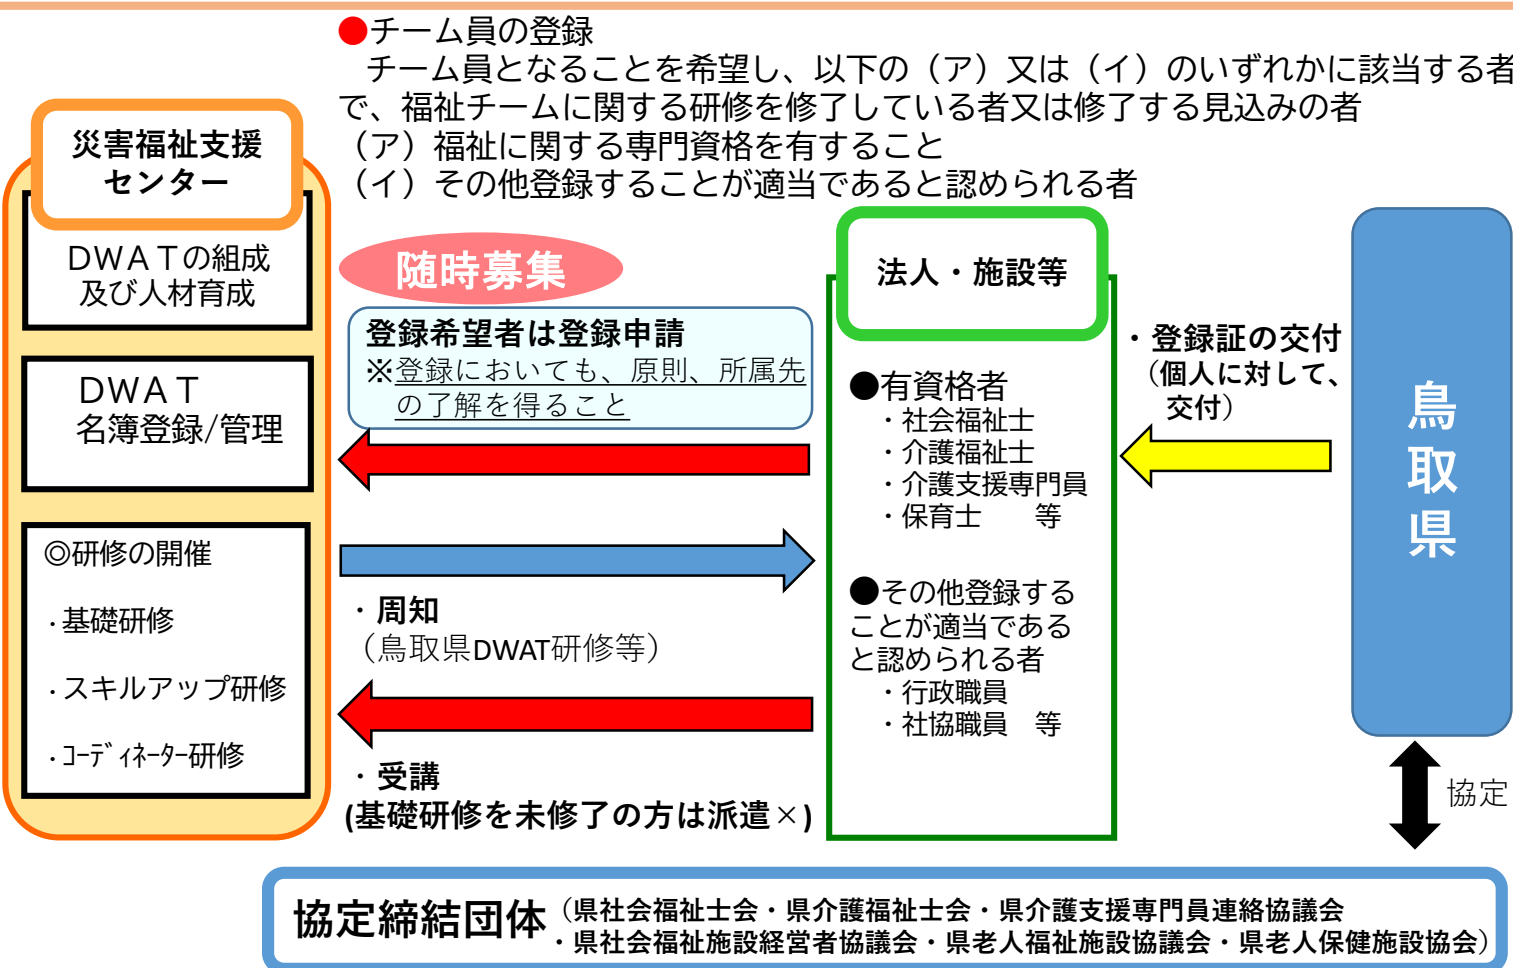 ●チーム員の登録
チーム員となることを希望し、以下の（ア）又は（イ）のいずれかに該当する者
で、福祉チームに関する研修を修了している者又は修了する見込みの者
（ア）福祉に関する専門資格を有すること
（イ）その他登録することが適当であると認められる者
災害福祉支援
センター
ＤＷＡＴの組成
及び人材育成
ＤＷＡＴ
名簿登録/管理
◎研修の開催
・基礎研修
・スキルアップ研修
・ｺｰﾃﾞｨﾈｰﾀｰ研修
随時募集
登録希望者は登録申請
※登録においても、原則、所属先
の了解を得ること
・周知
（鳥取県DWAT研修等）
・受講
(基礎研修を未修了の方は派遣×)
法人・施設等
●有資格者
・社会福祉士
・介護福祉士
・介護支援専門員
・保育士　等
●その他登録する
ことが適当である
と認められる者
・行政職員
・社協職員　等
・登録証の交付
（個人に対して、
交付）
鳥取県
協定
協定締結団体（県社会福祉士会・県介護福祉士会・県介護支援専門員連絡協議会
・県社会福祉施設経営者協議会・県老人福祉施設協議会・県老人保健施設協会）